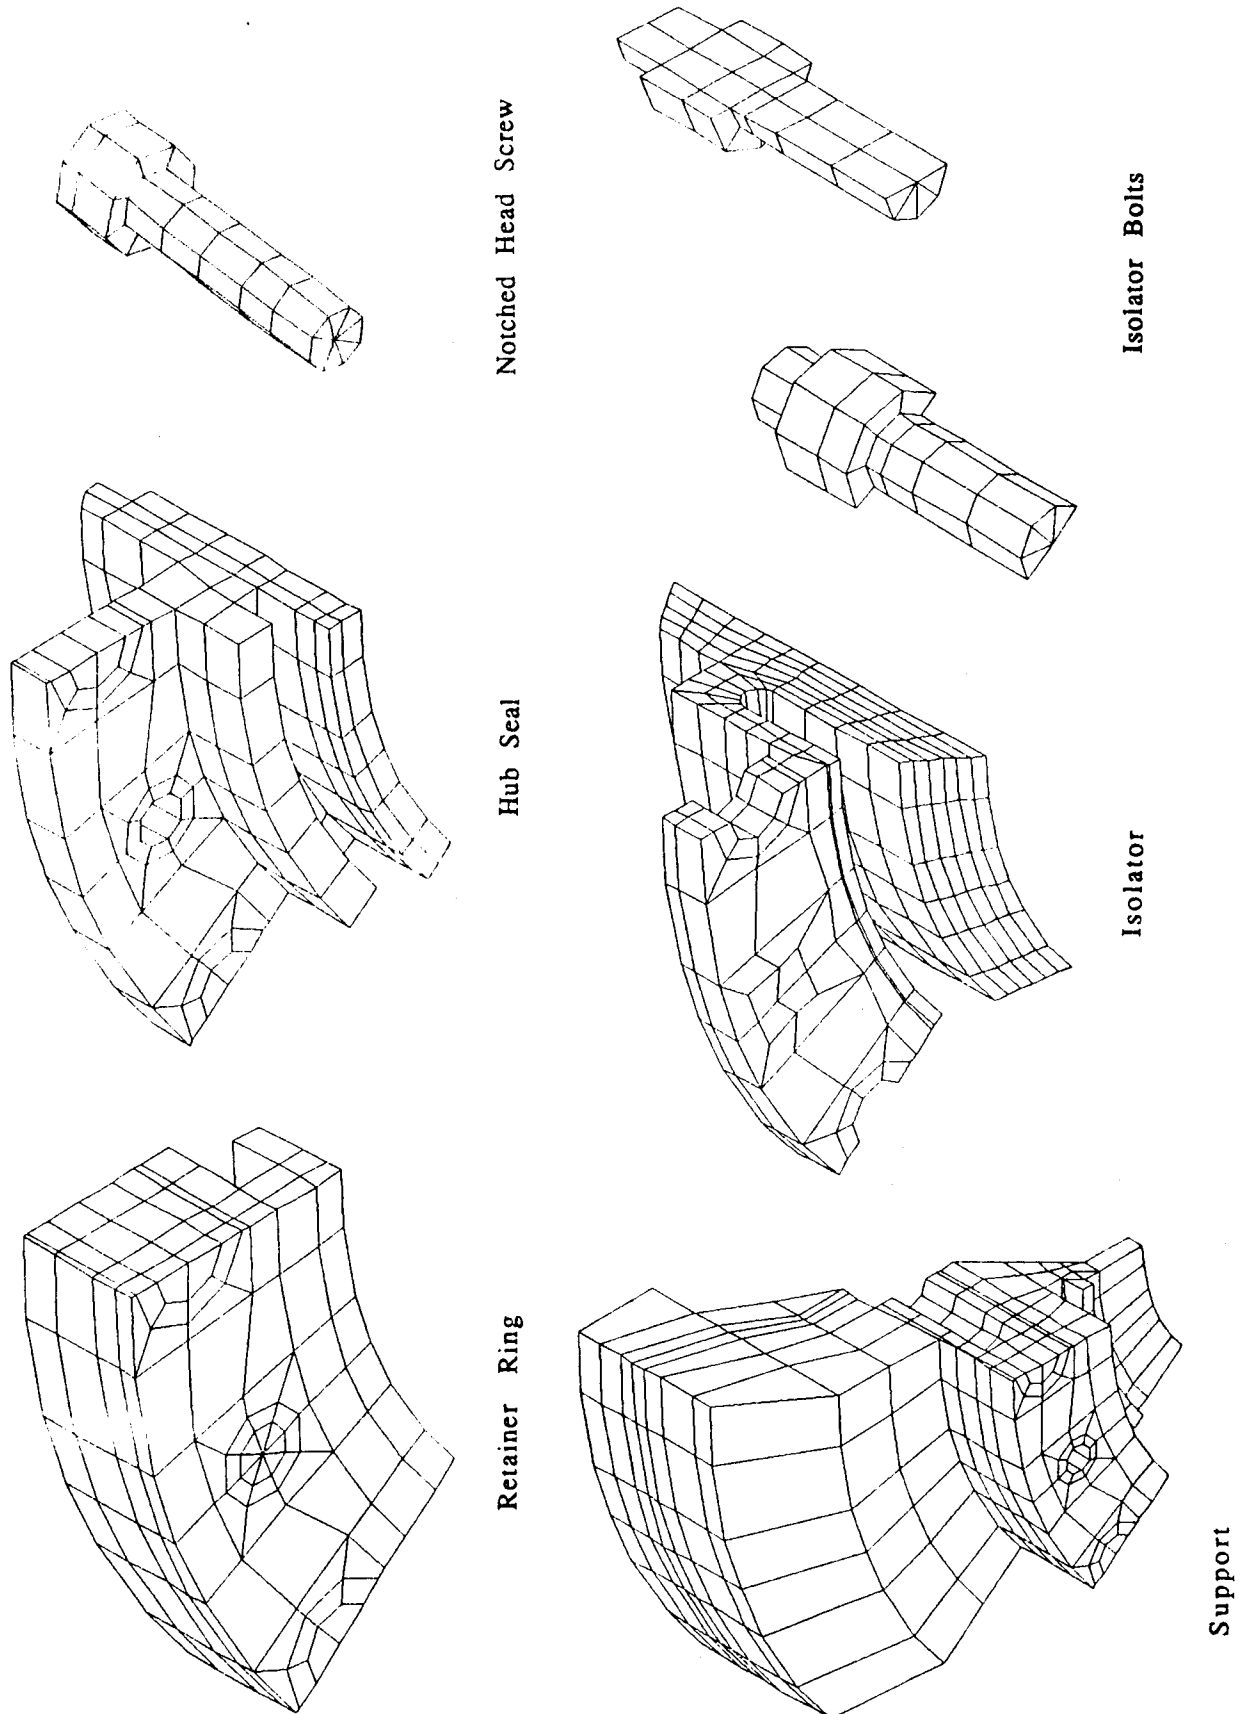 Retainer Ring
Hub Seal
Notched Head Screw
Support
Isolator
Isolator Bolts